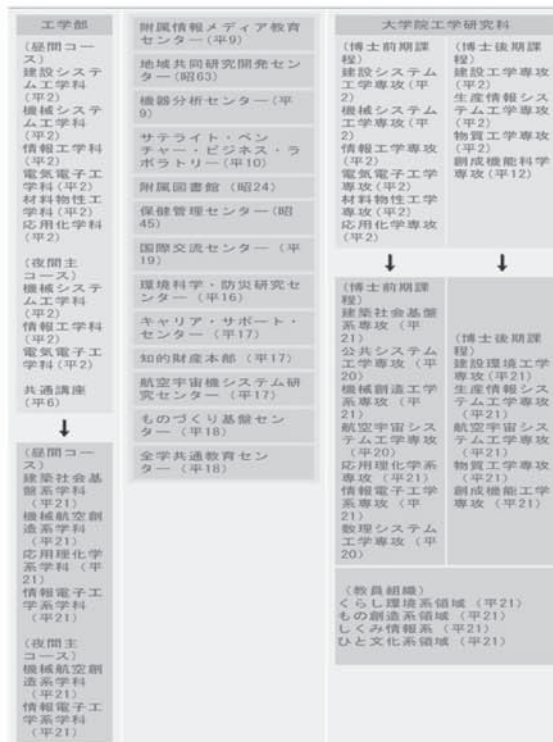 工学部
（昼間コー
ス）
建設システ
ム工学科
（平2）
機械システ
ム工学科
（平2）
情報工学科
（平2）
電気電子工
学科（平2）
材料物性工
学科（平2）
応用化学科
（平2）
（夜間主
コース）
機械システ
ム工学科
（平2）
情報工学科
（平2）
電気電子工
学科（平2）
共通講座
（平6）
↓
（昼間コー
ス）
建築社会基
盤系学科
（平21）
機械航空創
造系学科
（平21）
応用理化学
系学科（平
21）
情報電子工
学系学科
（平21）
（夜間主
コース）
機械航空創
造系学科
（平21）
情報電子工
学系学科
（平21）
附属情報メディア教育
センター（平9）
地域共同研究開発セン
ター（昭63）
機器分析センター（平
9）
サテライト・ベン
チャー・ビジネス・ラ
ボラトリー（平10）
附属図書館 （昭24）
保健管理センター（昭
45）
国際交流センター （平
19）
環境科学・防災研究セ
ンター （平16）
キャリア・サポート・
センター （平17）
知的財産本部（平17）
航空宇宙機システム研
究センター （平17）
ものづくり基盤セン
ター （平18）
全学共通教育セン
ター （平18）
大学院工学研究科
（博士前期課
程）
建設システム
工学専攻（平
2）
機械システム
工学専攻（平
2）
情報工学専攻
（平2）
電気電子工学
専攻（平2）
材料物性工学
専攻（平2）
応用化学専攻
（平2）
↓
（博士前期課
程）
建築社会基盤
系専攻 （平
21）
公共システム
工学専攻 （平
20）
機械創造工学
系専攻 （平
21）
航空宇宙シス
テム工学専攻
（平20）
応用理化学系
専攻 （平21）
情報電子工学
系専攻 （平
21）
数理システム
工学専攻 （平
20）
（博士後期課
程）
建設工学専攻
（平2）
生産情報シス
テム工学専攻
（平2）
物質工学専攻
（平2）
創成機能科学
専攻（平12）
↓
（博士後期課
程）
建設環境工学
専攻（平21）
生産情報シス
テム工学専攻
（平21）
航空宇宙シス
テム工学専攻
（平21）
物質工学専攻
（平21）
創成機能工学
専攻 （平21）
（教員組織）
くらし環境系領域 （平21）
もの創造系領域 （平21）
しくみ情報系 （平21）
ひと文化系領域 （平21）